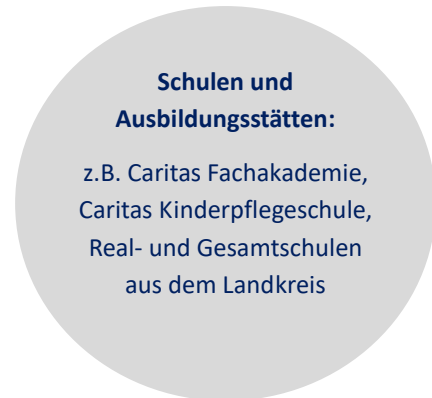 Schulen und
Ausbildungsstätten:
z.B. Caritas Fachakademie,
Caritas Kinderpflegeschule,
Real- und Gesamtschulen
aus dem Landkreis